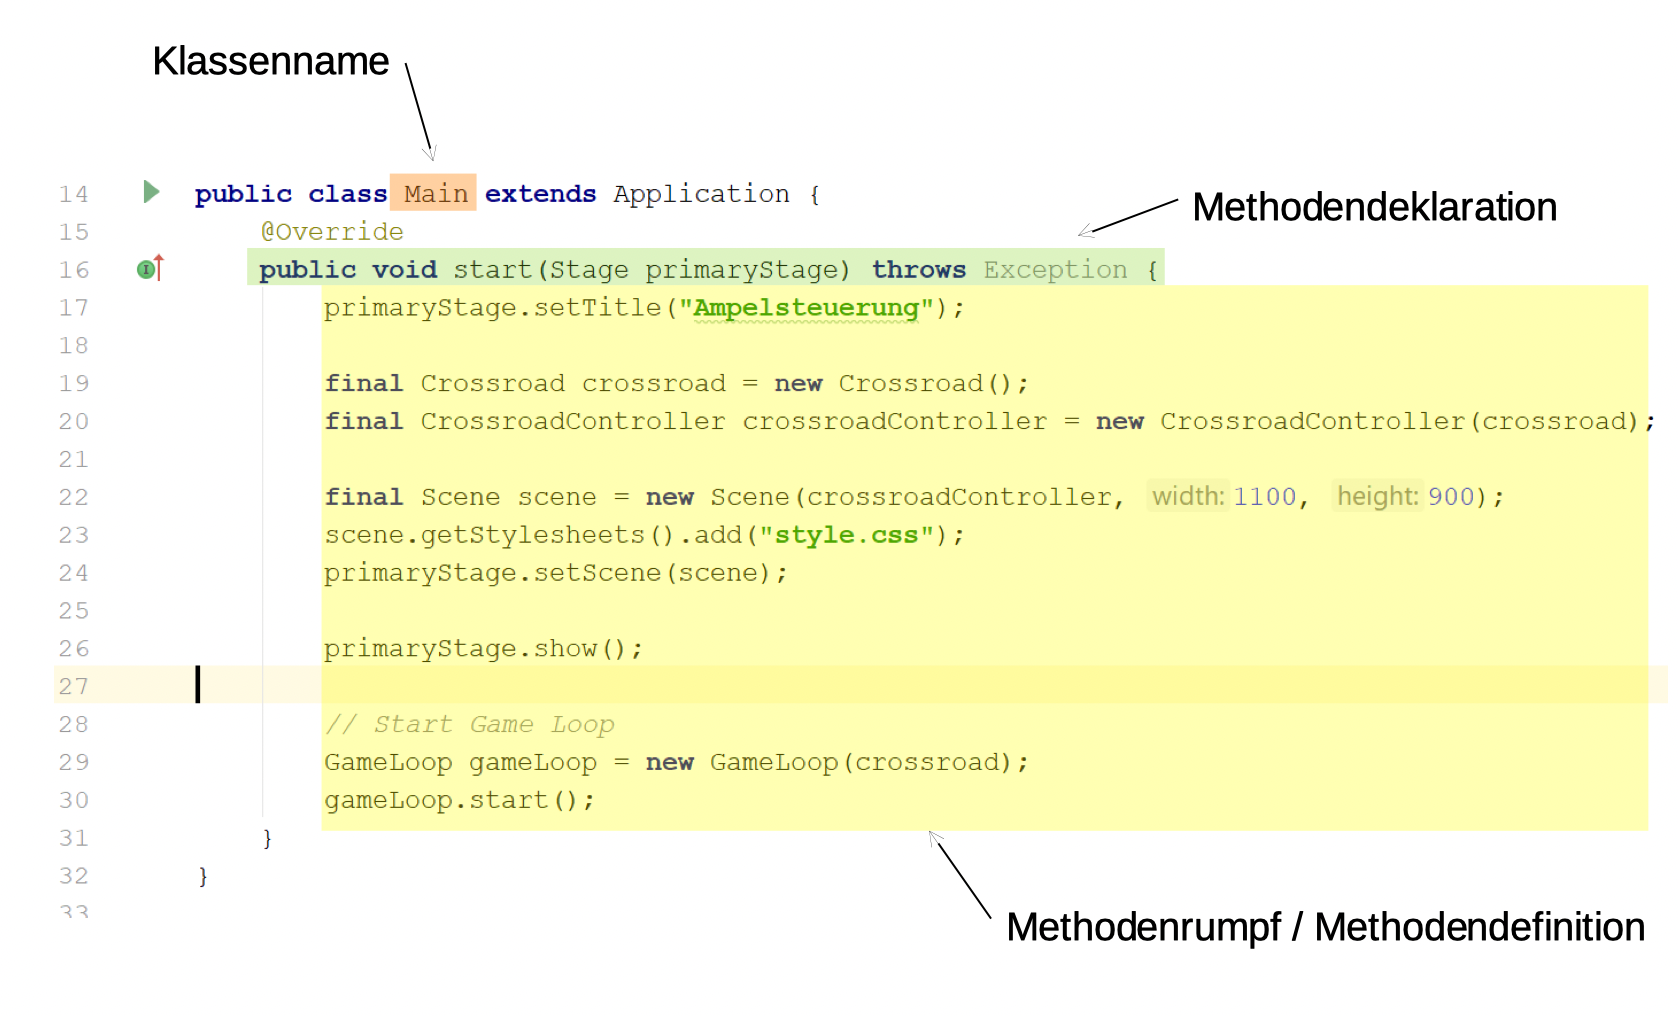 Klassenname
14 public class Main extends Application {
Methodendeklaration
15 @Override
16 public void start(Stage primaryStage) throws Exception {
17 primaryStage.setTitle("Ampelsteuerung");
18
19 final Crossroad crossroad = new Crossroad();
20 final CrossroadController crossroadController = new CrossroadController(crossroad);
21
22 final Scene scene = new Scene(crossroadController, width: 1100, height: 900);
23 scene.getStylesheets().add("style.css");
24 primaryStage.setScene(scene);
25
26 primaryStage.show();
27
28 // Start Game Loop
29 GameLoop gameLoop = new GameLoop(crossroad);
30 gameLoop.start();
31 }
32 }
33
Methodenrumpf / Methodendefinition